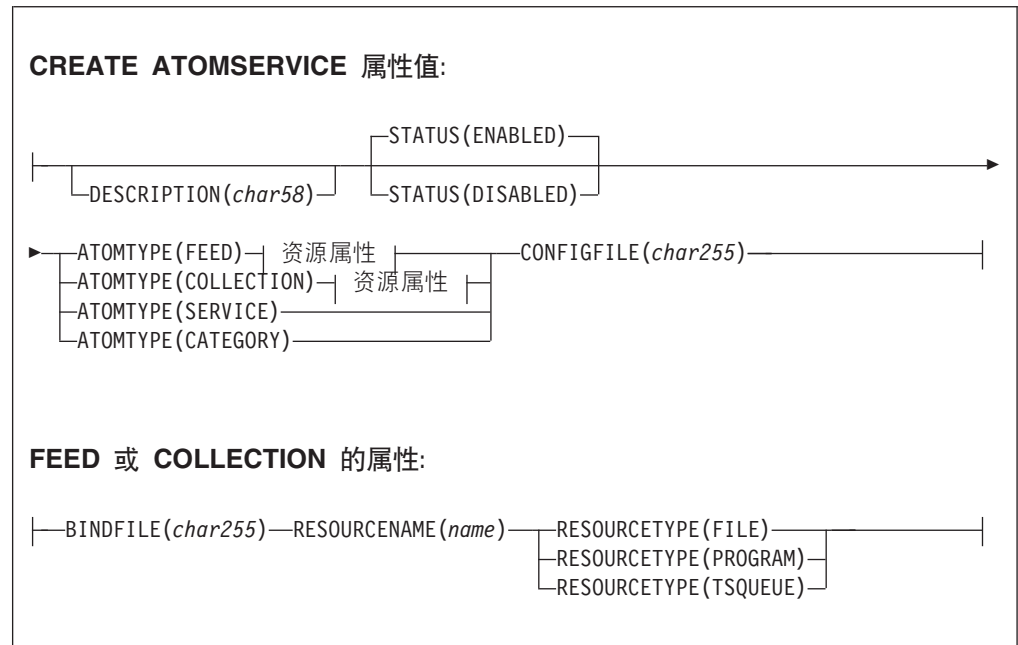 CREATE ATOMSERVICE 属性值:
STATUS(ENABLED)
DESCRIPTION(char58) STATUS(DISABLED)
ATOMTYPE(FEED) 资源属性 CONFIGFILE(char255)
ATOMTYPE(COLLECTION) 资源属性
ATOMTYPE(SERVICE)
ATOMTYPE(CATEGORY)
FEED 或 COLLECTION 的属性:
BINDFILE(char255) RESOURCENAME(name) RESOURCETYPE(FILE)
RESOURCETYPE(PROGRAM)
RESOURCETYPE(TSQUEUE)